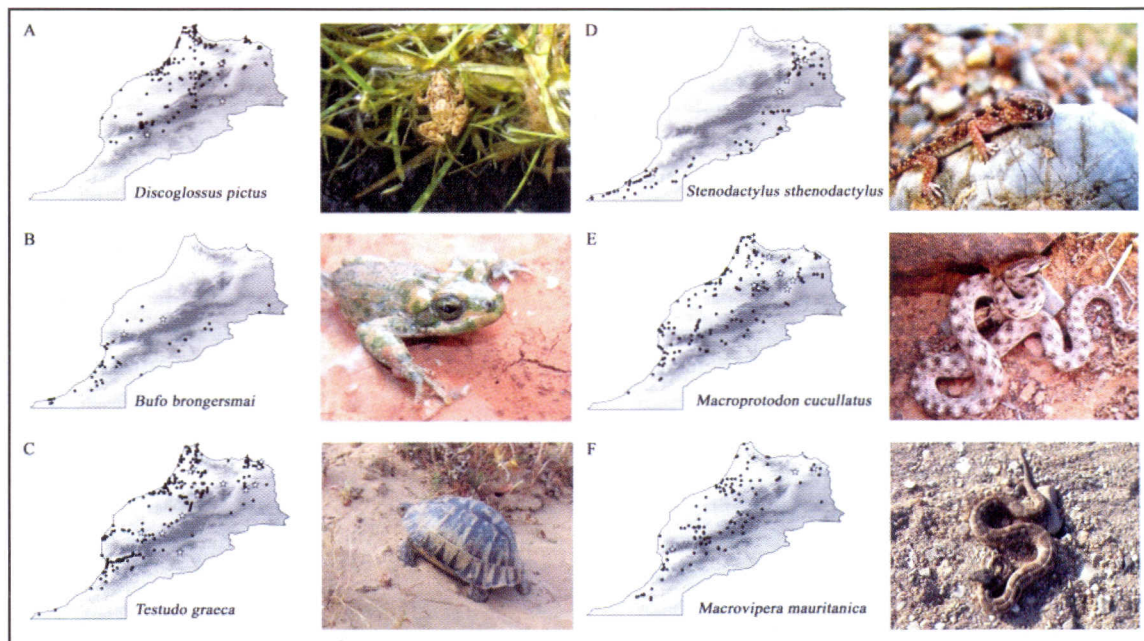 A
Discoglossus pictus
B
Bufo brongersmai
C
Testudo graeca
D
Stenodactylus sthenodactylus
E
Macroprotodon cucullatus
F
Macrovipera mauritanica